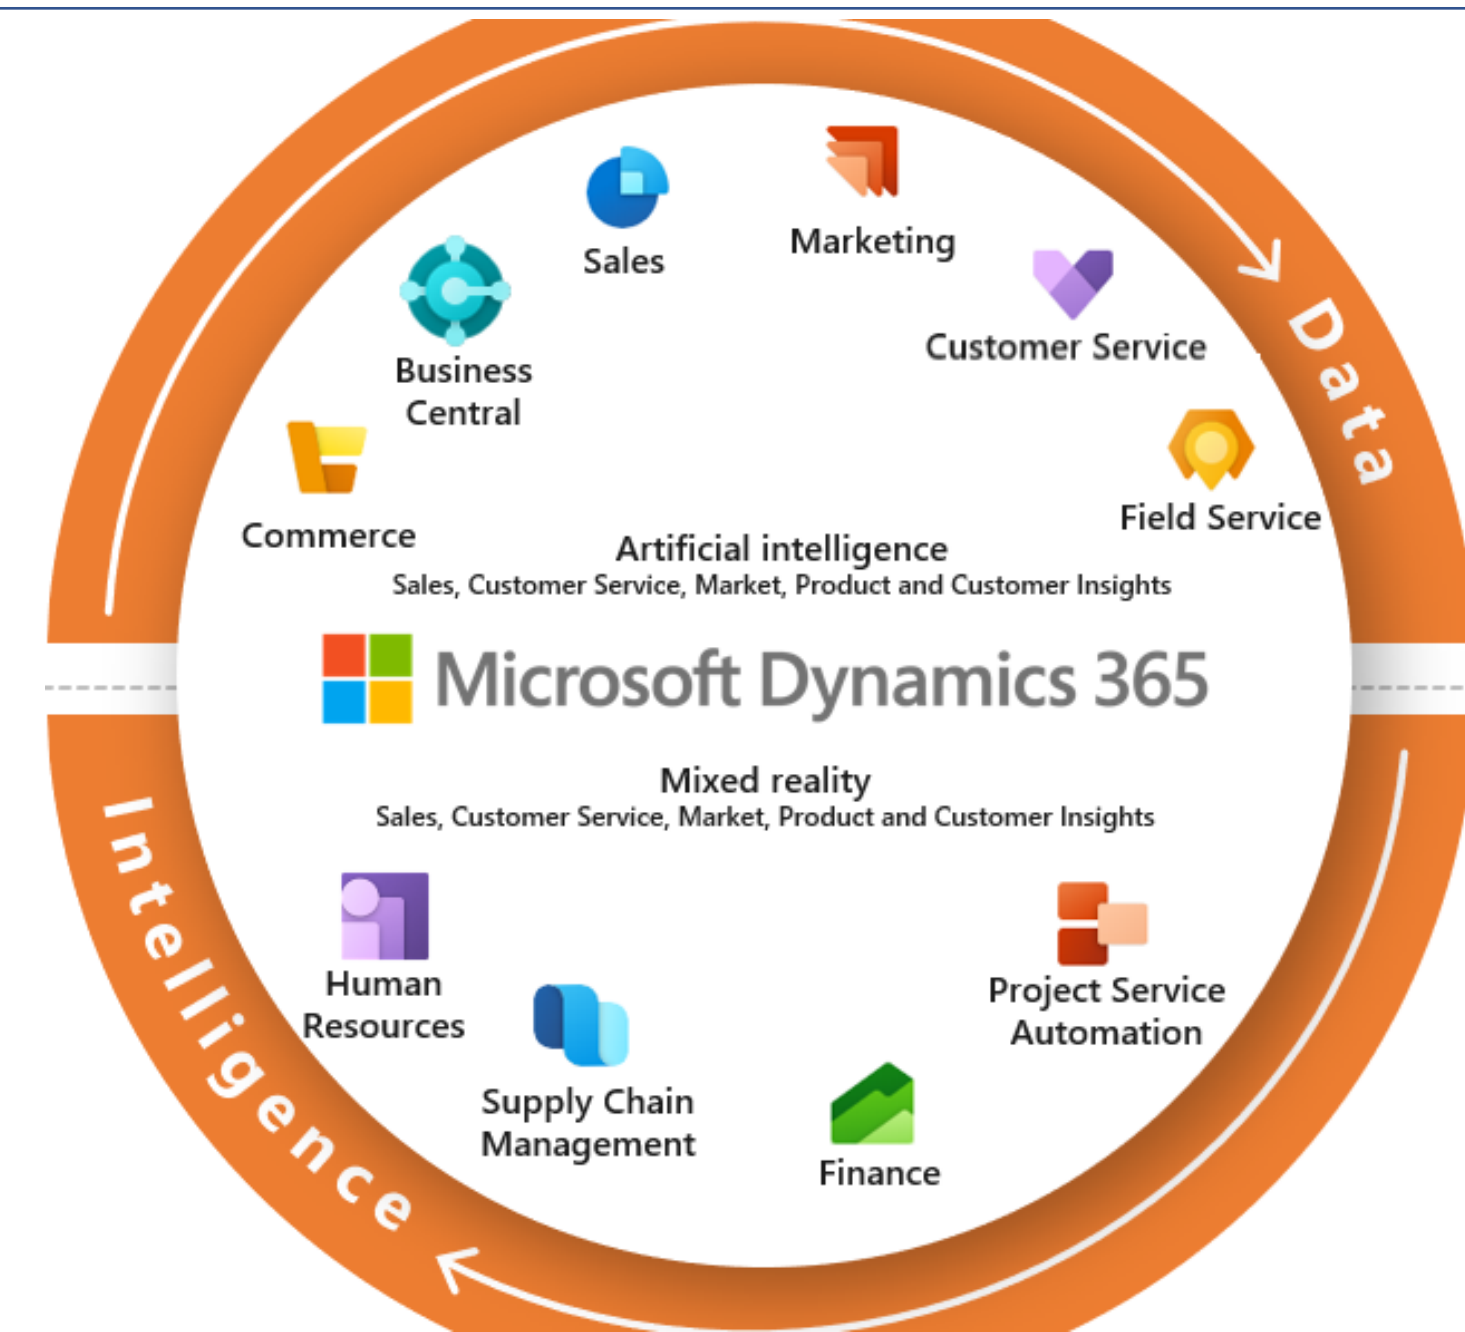 Sales
Marketing
Business
Central
Customer Service
Commerce
Field Service
Data
Artificial intelligence
Sales, Customer Service, Market, Product and Customer Insights
Microsoft Dynamics 365
Mixed reality
Sales, Customer Service, Market, Product and Customer Insights
Intelligence
Human
Resources
Project Service
Automation
Supply Chain
Management
Finance